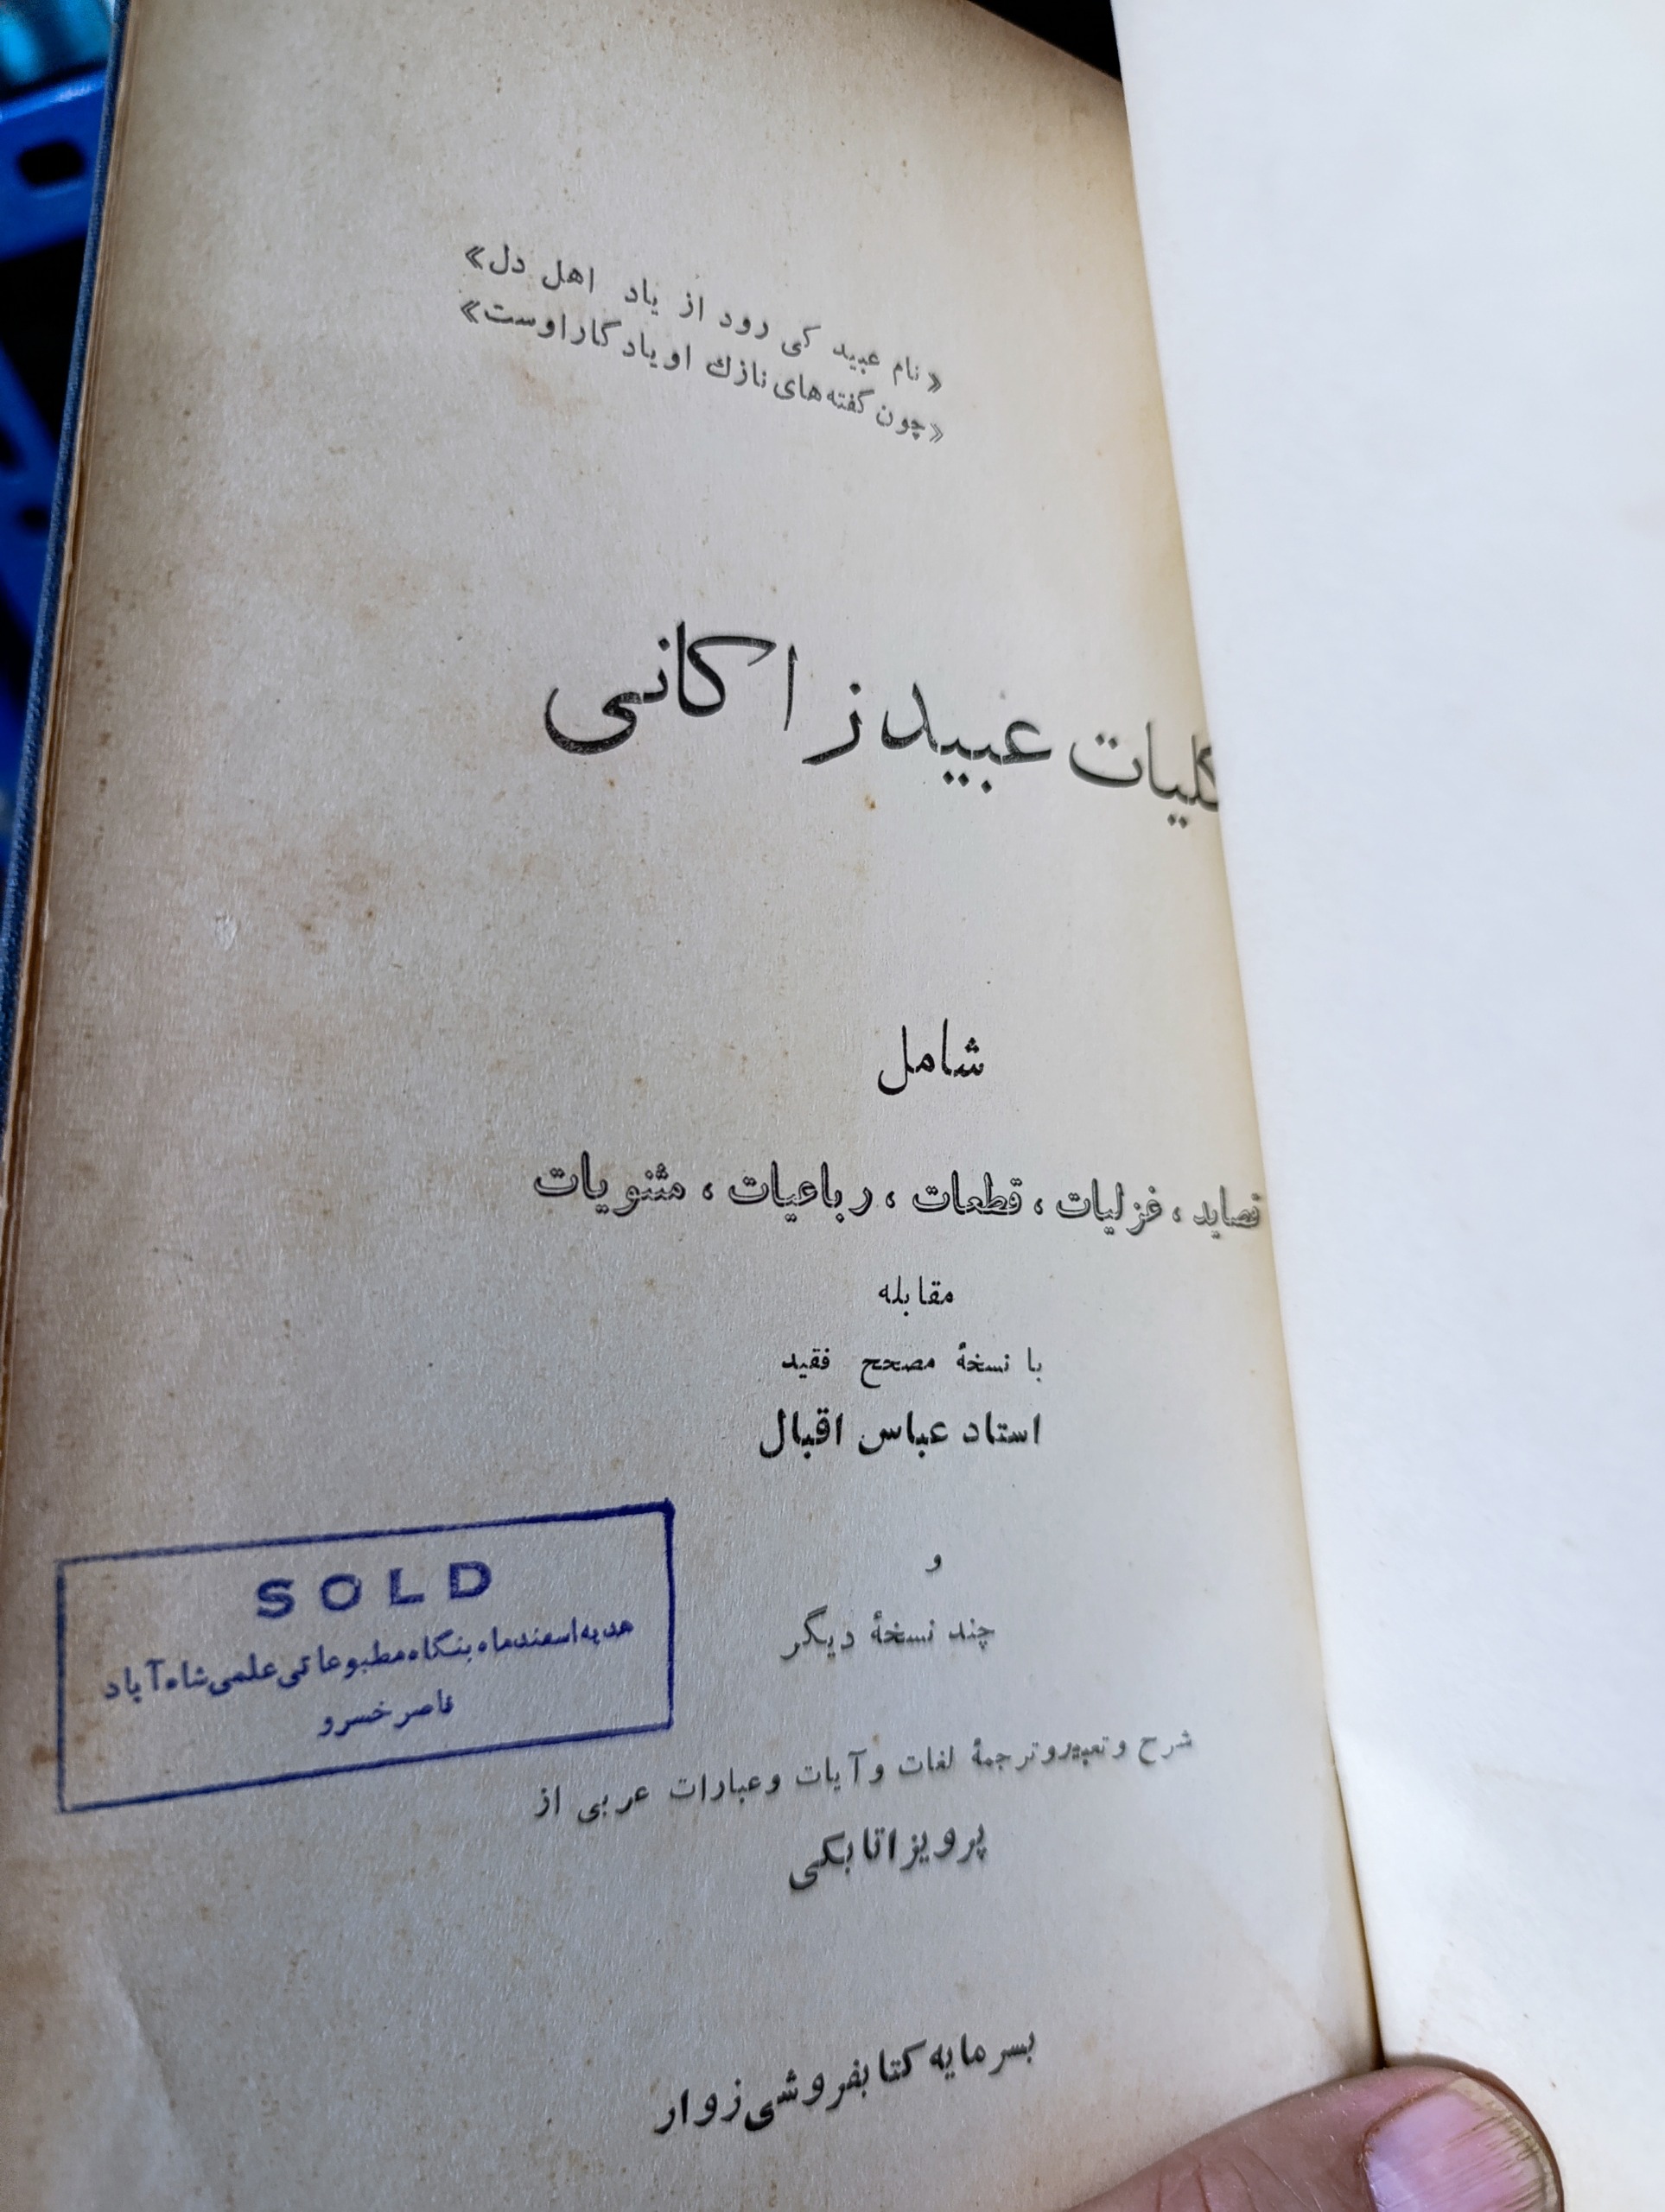 «نام عبید کی رود از یاد اهل دل»
«چون گفته‌های نازك او یادگار اوست»
کلیات عبید زاکانی
شامل
قصاید ، غزلیات ، قطعات ، رباعیات ، مثنویات
مقابله
با نسخهٔ مصحح فقید
استاد عباس اقبال
و
چند نسخهٔ دیگر
شرح و تعبیر و ترجمهٔ لغات و آیات و عبارات عربی از
پرویز اتابکی
بسرمایه کتابفروشی زوار
SOLD
هدیه اسفندماه بنگاه مطبوعاتی علمی شاه‌آباد
ناصر خسرو